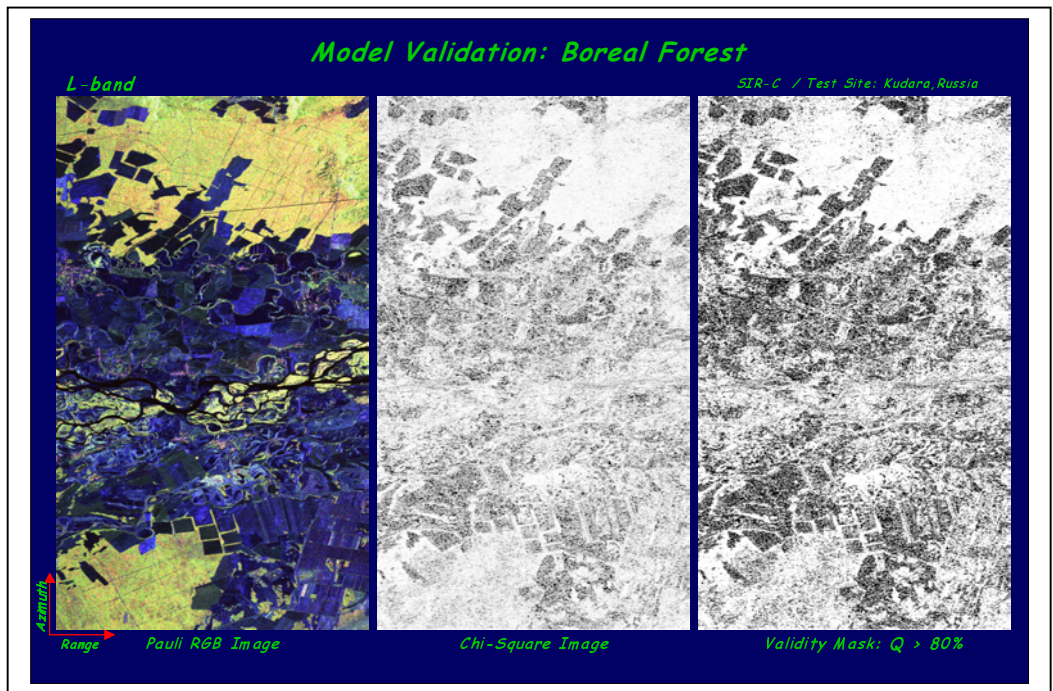 Model Validation: Boreal Forest
L-band
SIR-C / Test Site: Kudara,Russia
Azimuth
Range
Pauli RGB Image
Chi-Square Image
Validity Mask: Q > 80%